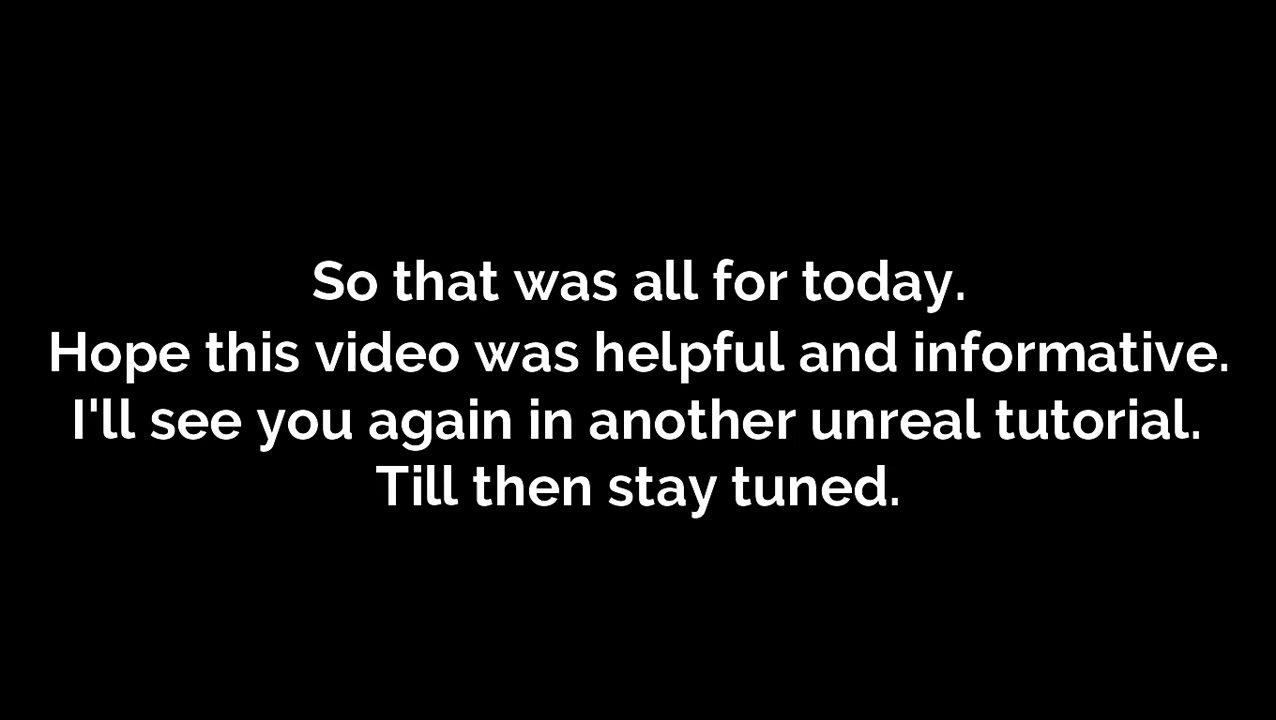 So that was all for today.
Hope this video was helpful and informative.
I'll see you again in another unreal tutorial.
Till then stay tuned.